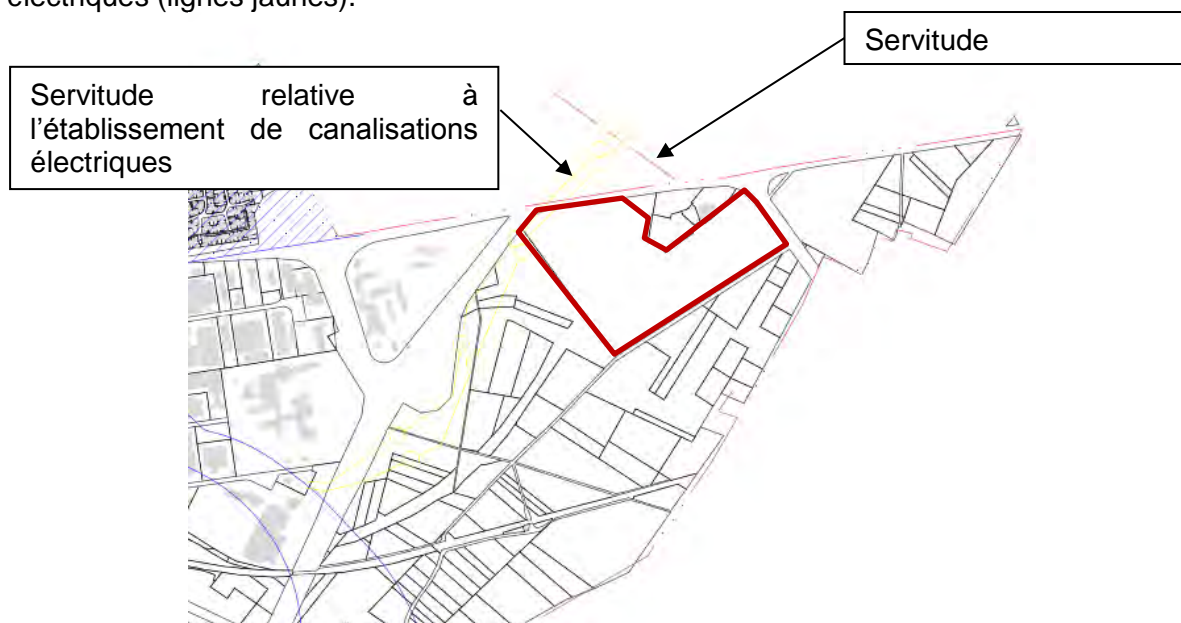 électriques (lignes jaunes).
Servitude
Servitude relative à
l'établissement de canalisations
électriques